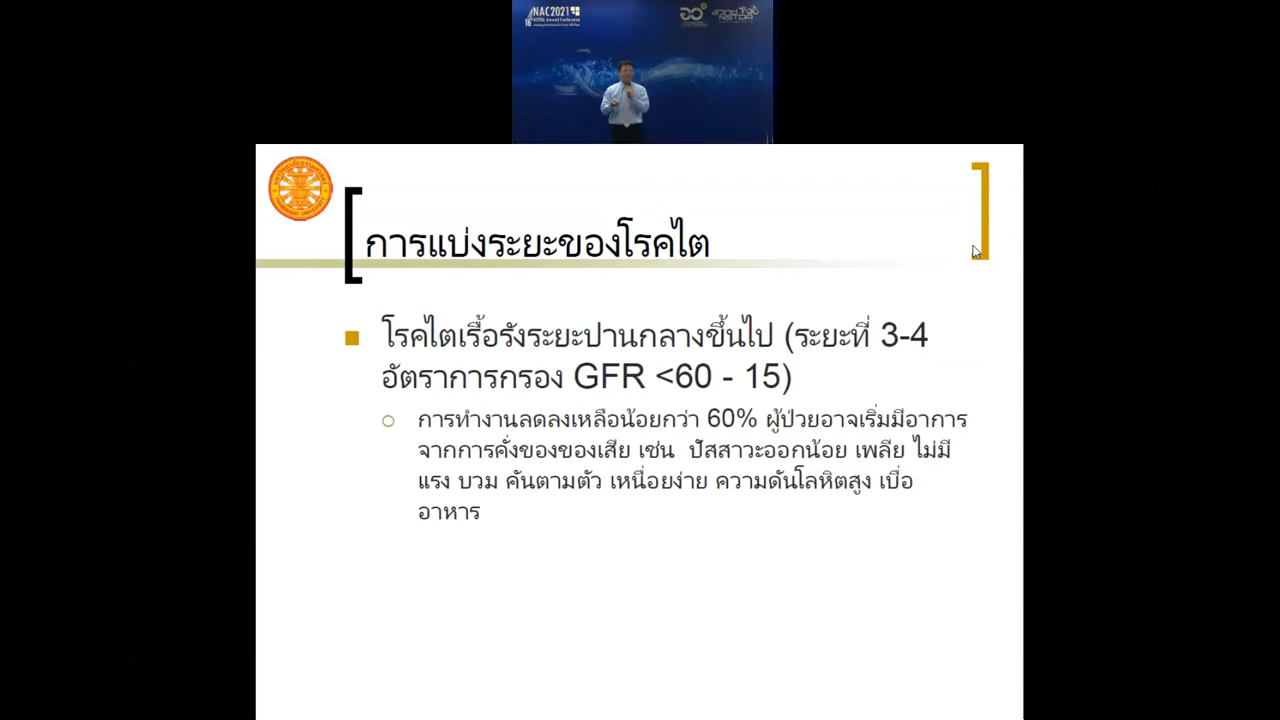 NAC2021
การแบ่งระยะของโรคไต
โรคไตเรื้อรังระยะปานกลางขึ้นไป (ระยะที่ 3-4
อัตราการกรอง GFR <60 - 15)
การทำงานลดลงเหลือน้อยกว่า 60% ผู้ป่วยอาจเริ่มมีอาการ
จากการคั่งของของเสีย เช่น ปัสสาวะออกน้อย เพลีย ไม่มี
แรง บวม คันตามตัว เหนื่อยง่าย ความดันโลหิตสูง เบื่อ
อาหาร